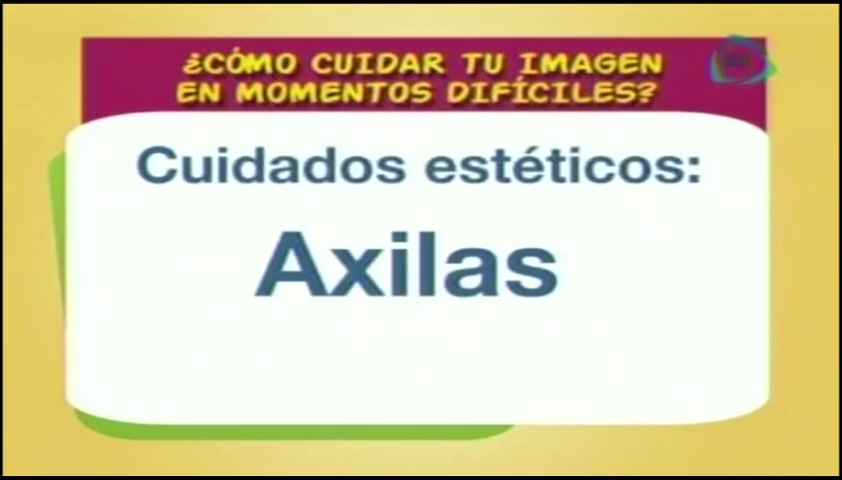 ¿CÓMO CUIDAR TU IMAGEN
EN MOMENTOS DIFÍCILES?
Cuidados estéticos:
Axilas